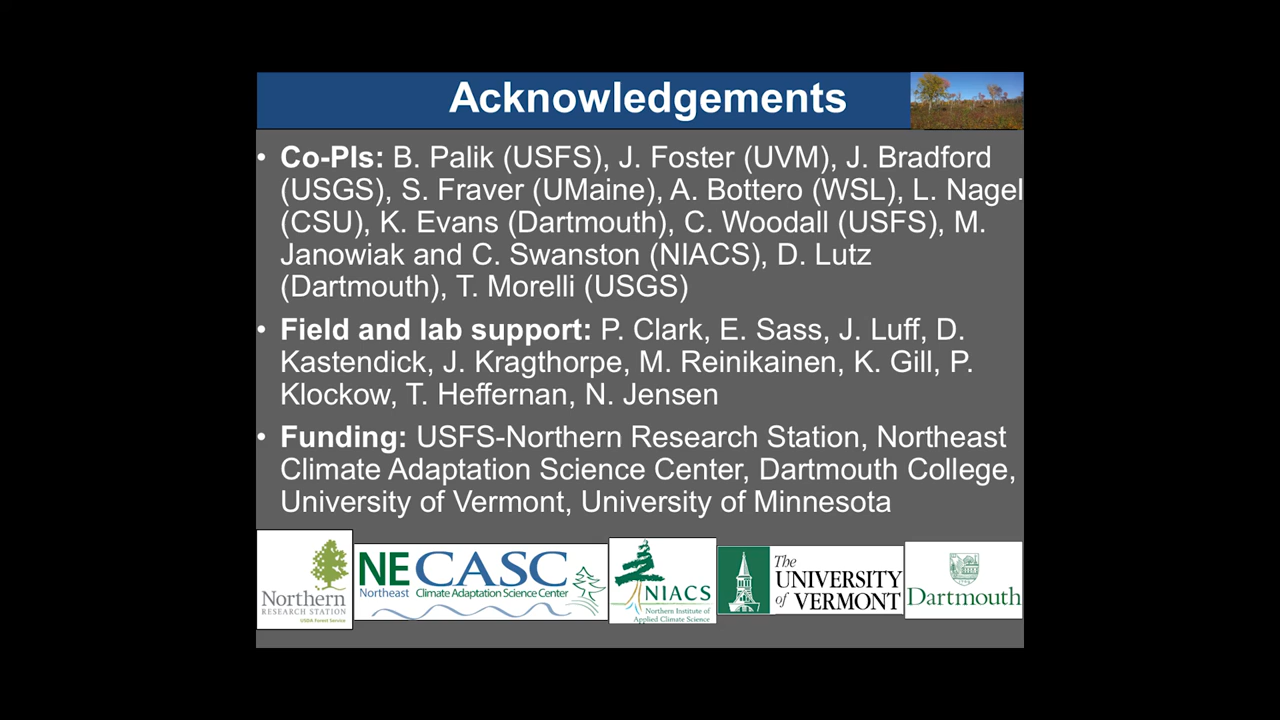 Acknowledgements
• Co-PIs: B. Palik (USFS), J. Foster (UVM), J. Bradford
(USGS), S. Fraver (UMaine), A. Bottero (WSL), L. Nagel
(CSU), K. Evans (Dartmouth), C. Woodall (USFS), M.
Janowiak and C. Swanston (NIACS), D. Lutz
(Dartmouth), T. Morelli (USGS)
• Field and lab support: P. Clark, E. Sass, J. Luff, D.
Kastendick, J. Kragthorpe, M. Reinikainen, K. Gill, P.
Klockow, T. Heffernan, N. Jensen
• Funding: USFS-Northern Research Station, Northeast
Climate Adaptation Science Center, Dartmouth College,
University of Vermont, University of Minnesota
Northern
RESEARCH STATION
USDA Forest Service
NE CASC
Northeast Climate Adaptation Science Center
NIACS
Northern Institute of
Applied Climate Science
The
UNIVERSITY
of VERMONT
Dartmouth